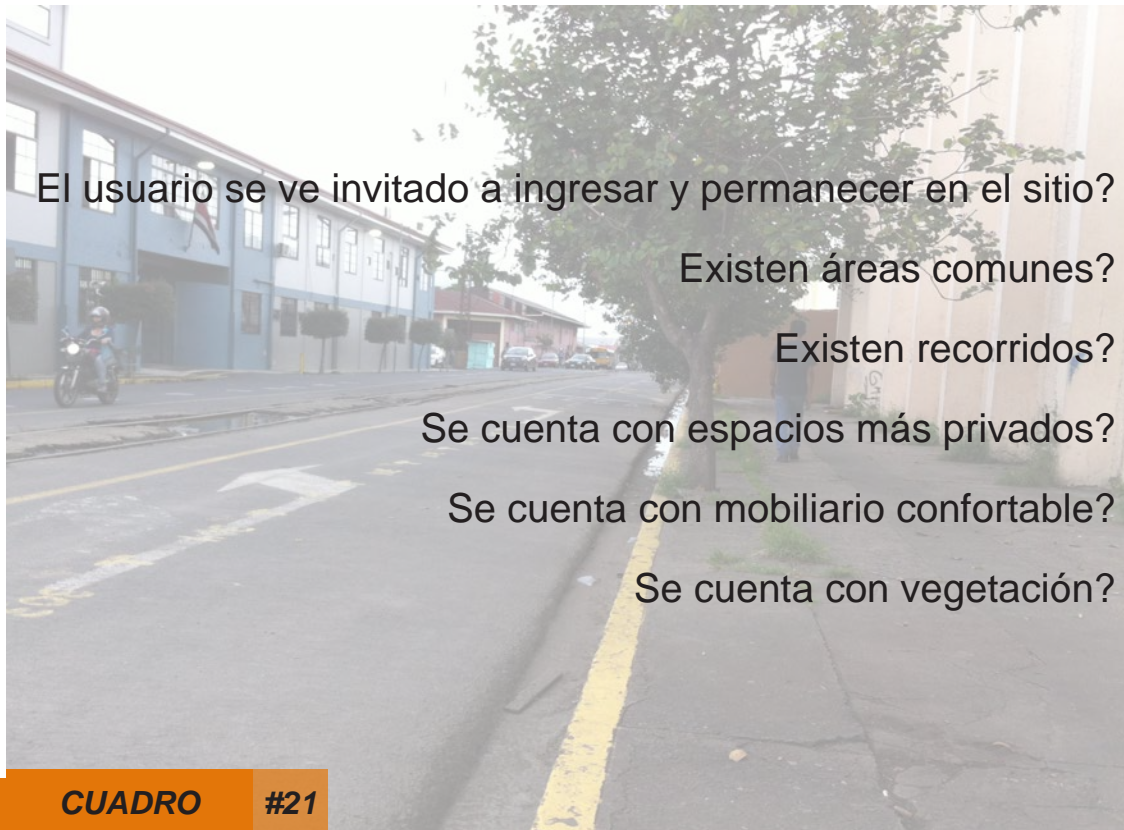 El usuario se ve invitado a ingresar y permanecer en el sitio?
Existen áreas comunes?
Existen recorridos?
Se cuenta con espacios más privados?
Se cuenta con mobiliario confortable?
Se cuenta con vegetación?
CUADRO #21